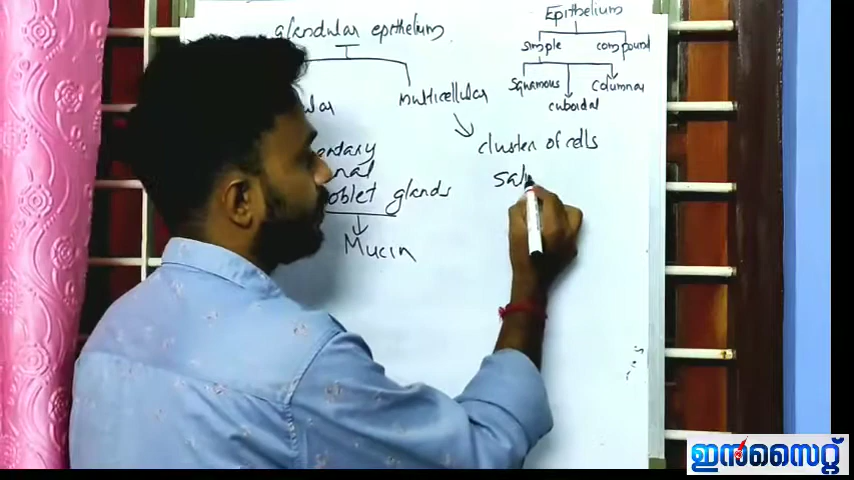 glandular epithelium
multicellular
goblet glands
Mucin
cluster of cells
Epithelium
simple compound
squamous cuboidal columnar
ഇൻസൈറ്റ്